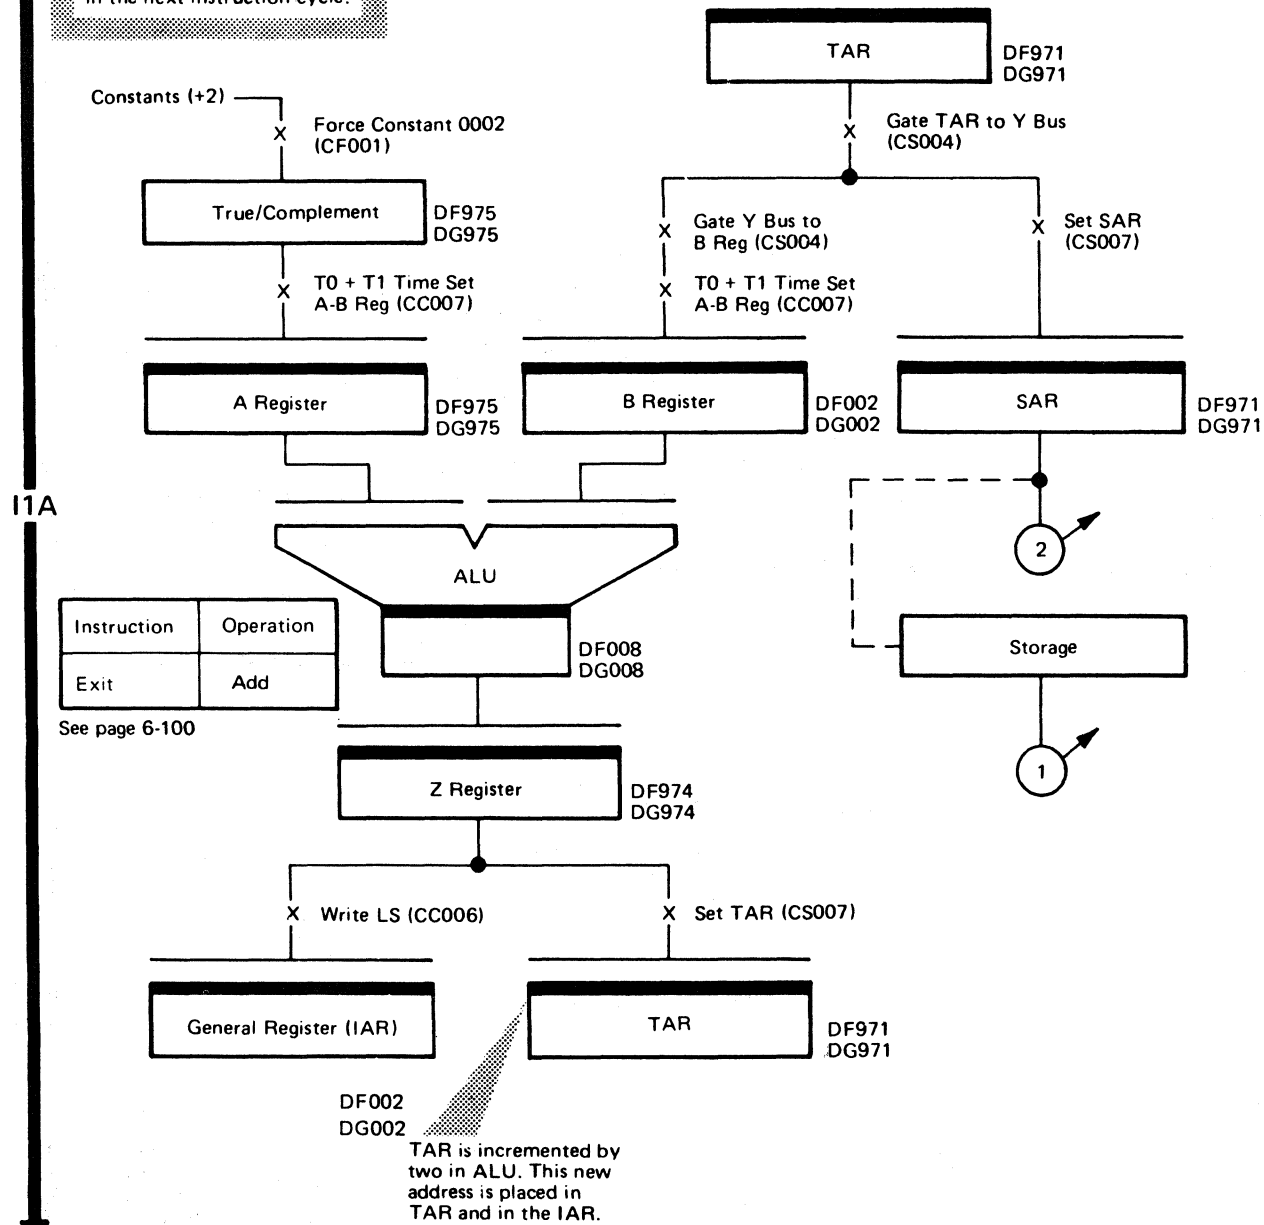 in the next instruction cycle.
TAR
DF971
DG971
Constants (+2)
Force Constant 0002
(CF001)
Gate TAR to Y Bus
(CS004)
True/Complement
DF975
DG975
Gate Y Bus to
B Reg (CS004)
Set SAR
(CS007)
T0 + T1 Time Set
A-B Reg (CC007)
T0 + T1 Time Set
A-B Reg (CC007)
A Register
DF975
DG975
B Register
DF002
DG002
SAR
DF971
DG971
I1A
ALU
2
Instruction Operation
Exit Add
See page 6-100
DF008
DG008
Storage
1
Z Register
DF974
DG974
Write LS (CC006)
Set TAR (CS007)
General Register (IAR)
DF002
DG002
TAR
DF971
DG971
TAR is incremented by
two in ALU. This new
address is placed in
TAR and in the IAR.